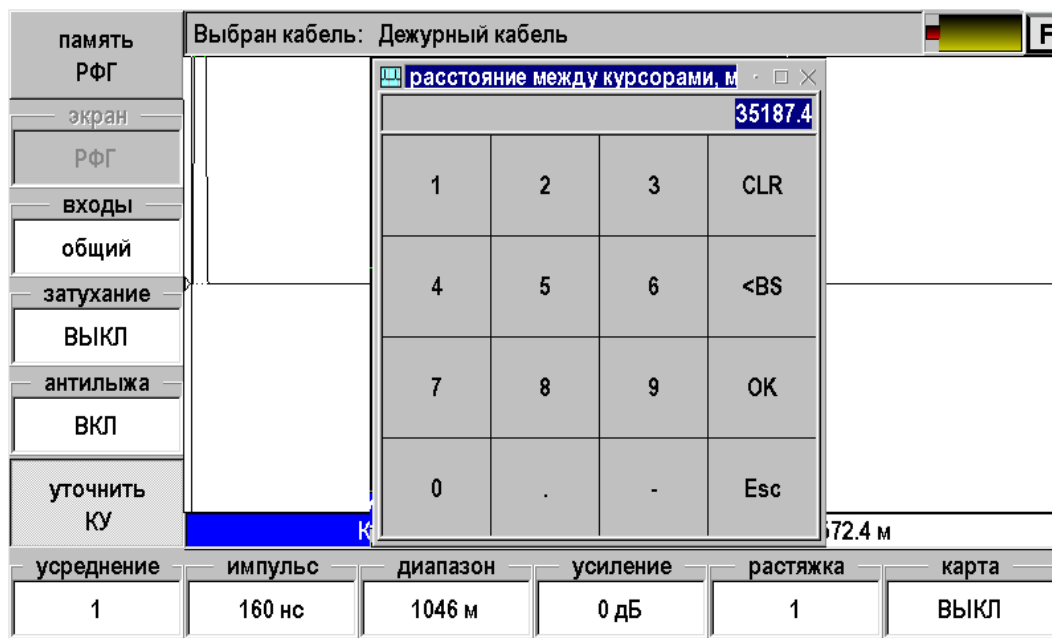 память
РФГ
Выбран кабель: Дежурный кабель
F
расстояние между курсорами, м
35187.4
экран
РФГ
входы
общий
затухание
ВЫКЛ
антилыжа
ВКЛ
уточнить
КУ
1 2 3 CLR
4 5 6 <BS
7 8 9 OK
0 . - Esc
К
572.4 м
усреднение импульс диапазон усиление растяжка карта
1 160 нс 1046 м 0 дБ 1 ВЫКЛ